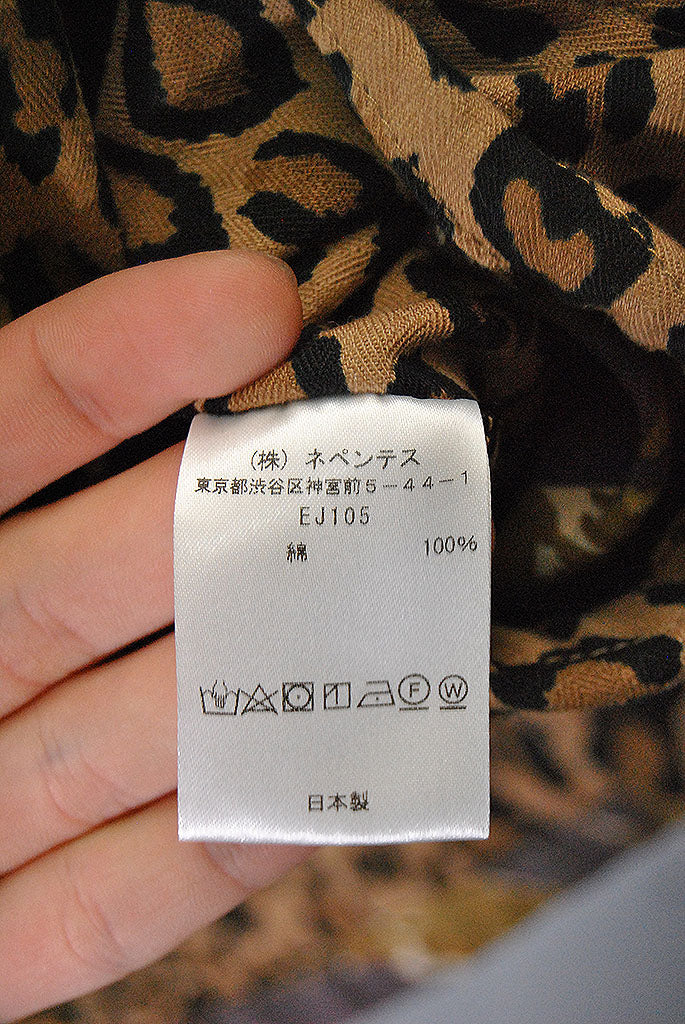 (株) ネペンテス
東京都渋谷区神宮前5-44-1
EJ105
綿 100%
F W
日本製